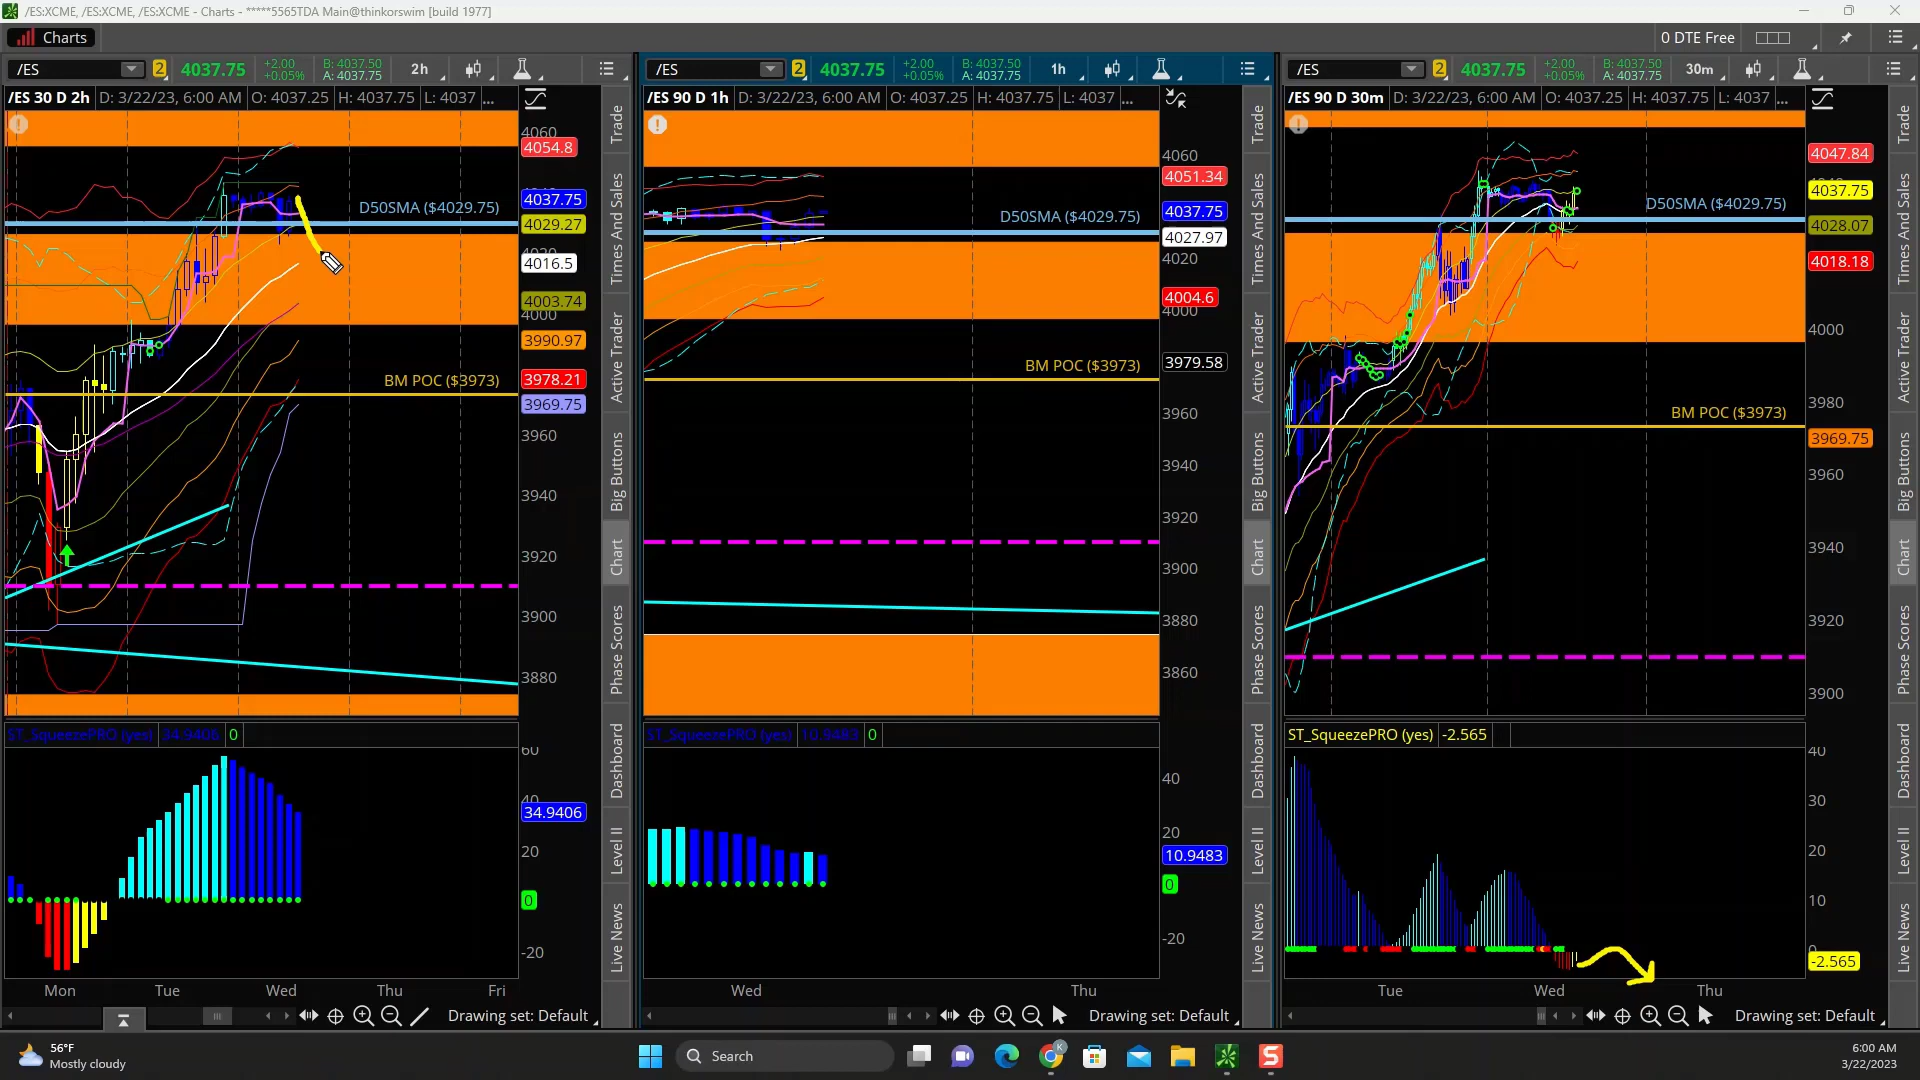 /ES:XCME, /ES:XCME, /ES:XCME - Charts - *****5565TDA Main@thinkorswim [build 1977]
Charts
0 DTE Free
/ES 2 4037.75 +2.00 +0.05% B: 4037.50 A: 4037.75 2h
/ES 30 D 2h D: 3/22/23, 6:00 AM O: 4037.25 H: 4037.75 L: 4037 ...
4060
4054.8
4037.75
D50SMA ($4029.75)
4029.27
4016.5
4003.74
4000
3990.97
BM POC ($3973)
3978.21
3969.75
3960
3940
3920
3900
3880
ST_SqueezePRO (yes) 34.9406 0
60
40
34.9406
20
0
-20
Mon Tue Wed Thu Fri
Drawing set: Default
Trade
Times And Sales
Active Trader
Big Buttons
Chart
Phase Scores
Dashboard
Level II
Live News
/ES 2 4037.75 +2.00 +0.05% B: 4037.50 A: 4037.75 1h
/ES 90 D 1h D: 3/22/23, 6:00 AM O: 4037.25 H: 4037.75 L: 4037 ...
4060
4051.34
4037.75
D50SMA ($4029.75)
4027.97
4020
4004.6
4000
BM POC ($3973)
3979.58
3960
3940
3920
3900
3880
3860
ST_SqueezePRO (yes) 10.9483 0
40
20
10.9483
0
-20
Wed Thu
Drawing set: Default
Trade
Times And Sales
Active Trader
Big Buttons
Chart
Phase Scores
Dashboard
Level II
Live News
/ES 2 4037.75 +2.00 +0.05% B: 4037.50 A: 4037.75 30m
/ES 90 D 30m D: 3/22/23, 6:00 AM O: 4037.25 H: 4037.75 L: 4037 ...
4047.84
4037.75
D50SMA ($4029.75)
4028.07
4018.18
4000
3980
BM POC ($3973)
3969.75
3960
3940
3920
3900
ST_SqueezePRO (yes) -2.565
40
30
20
10
0
-2.565
Tue Wed Thu
Drawing set: Default
Trade
Times And Sales
Active Trader
Big Buttons
Chart
Phase Scores
Dashboard
Level II
Live News
56°F
Mostly cloudy
Search
K
S
6:00 AM
3/22/2023